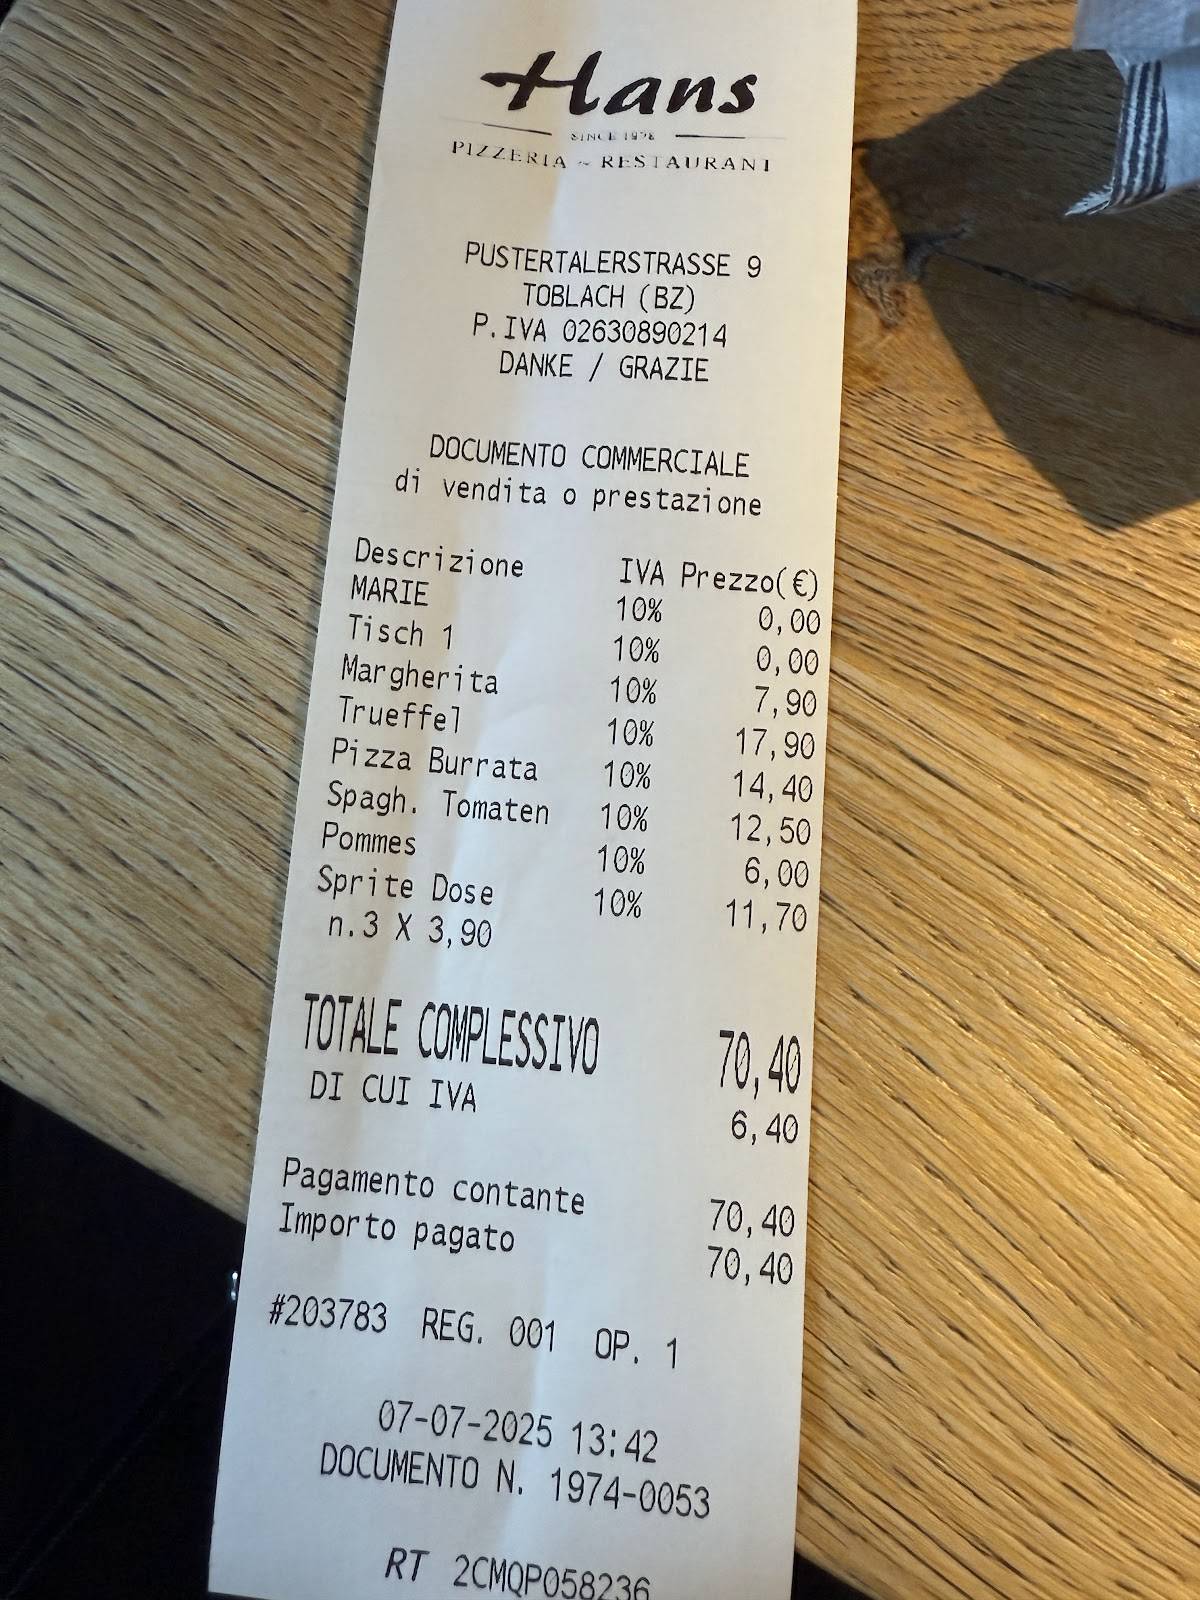 Hans
SINCE 1978
PIZZERIA ~ RESTAURANT
PUSTERTALERSTRASSE 9
TOBLACH (BZ)
P.IVA 02630890214
DANKE / GRAZIE
DOCUMENTO COMMERCIALE
di vendita o prestazione
Descrizione IVA Prezzo(€)
MARIE 10% 0,00
Tisch 1 10% 0,00
Margherita 10% 7,90
Trueffel 10% 17,90
Pizza Burrata 10% 14,40
Spagh. Tomaten 10% 12,50
Pommes 10% 6,00
Sprite Dose 10% 11,70
n.3 X 3,90
TOTALE COMPLESSIVO 70,40
DI CUI IVA 6,40
Pagamento contante 70,40
Importo pagato 70,40
#203783 REG. 001 OP. 1
07-07-2025 13:42
DOCUMENTO N. 1974-0053
RT 2CMQP058236